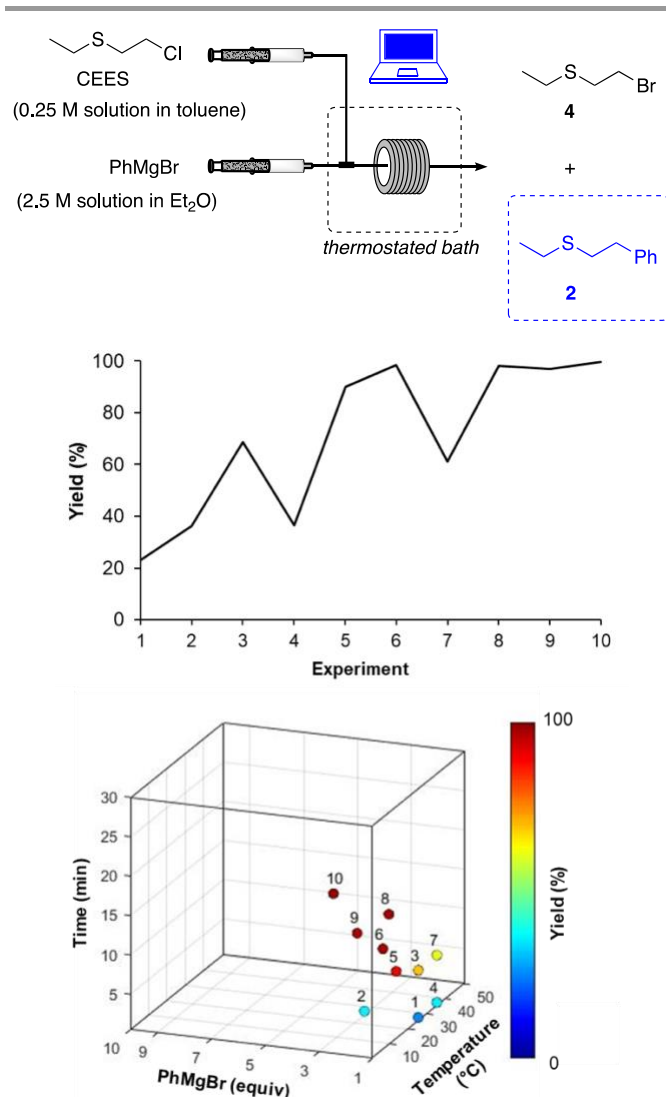 S
Cl
CEES
(0.25 M solution in toluene)
PhMgBr
(2.5 M solution in Et2O)
thermostated bath
S
Br
4
+
S
Ph
2
100
80
60
40
20
0
Yield (%)
1 2 3 4 5 6 7 8 9 10
Experiment
30
25
20
15
10
5
Time (min)
10 9 7 5 3 1
PhMgBr (equiv)
10 20 30 40 50
Temperature
(°C)
10
8
9
6
7
5
3
2
4
1
100
0
Yield (%)